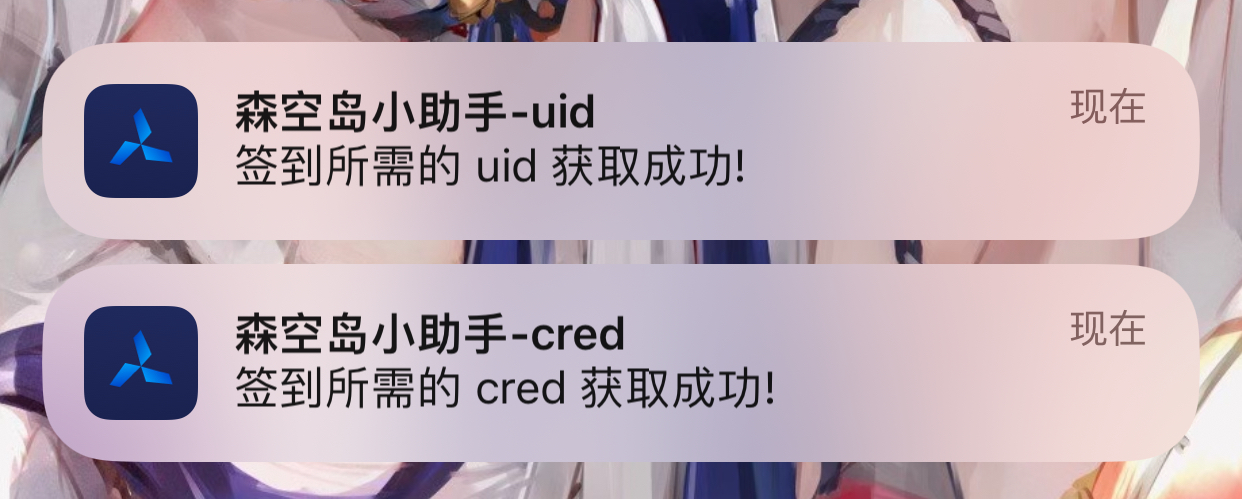 森空岛小助手-uid
现在
签到所需的 uid 获取成功!
森空岛小助手-cred
现在
签到所需的 cred 获取成功!